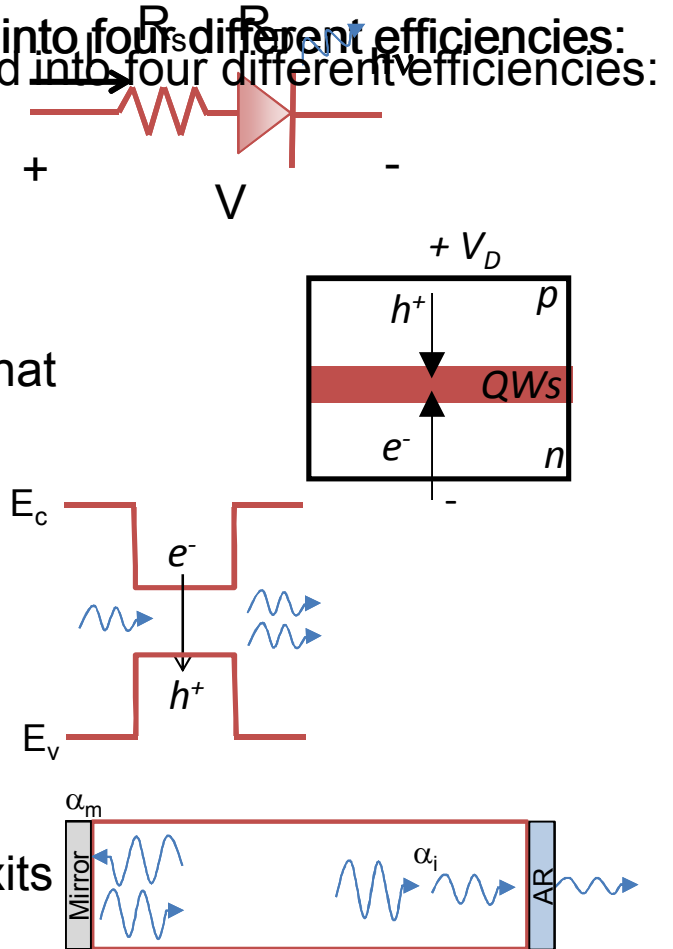 into four different efficiencies:
d into four different efficiencies:
Rs
I
hν
+
-
V
+ VD
p
h+
QWs
e-
n
-
hat
Ec
e-
h+
Ev
αm
Mirror
αi
AR
xits